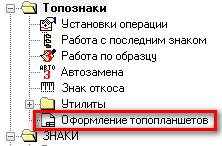 Топознаки
Установки операции
Работа с последним знаком
Работа по образцу
АВТО Автозамена
Знак откоса
Утилиты
Оформление топопланшетов
ЗНАКИ